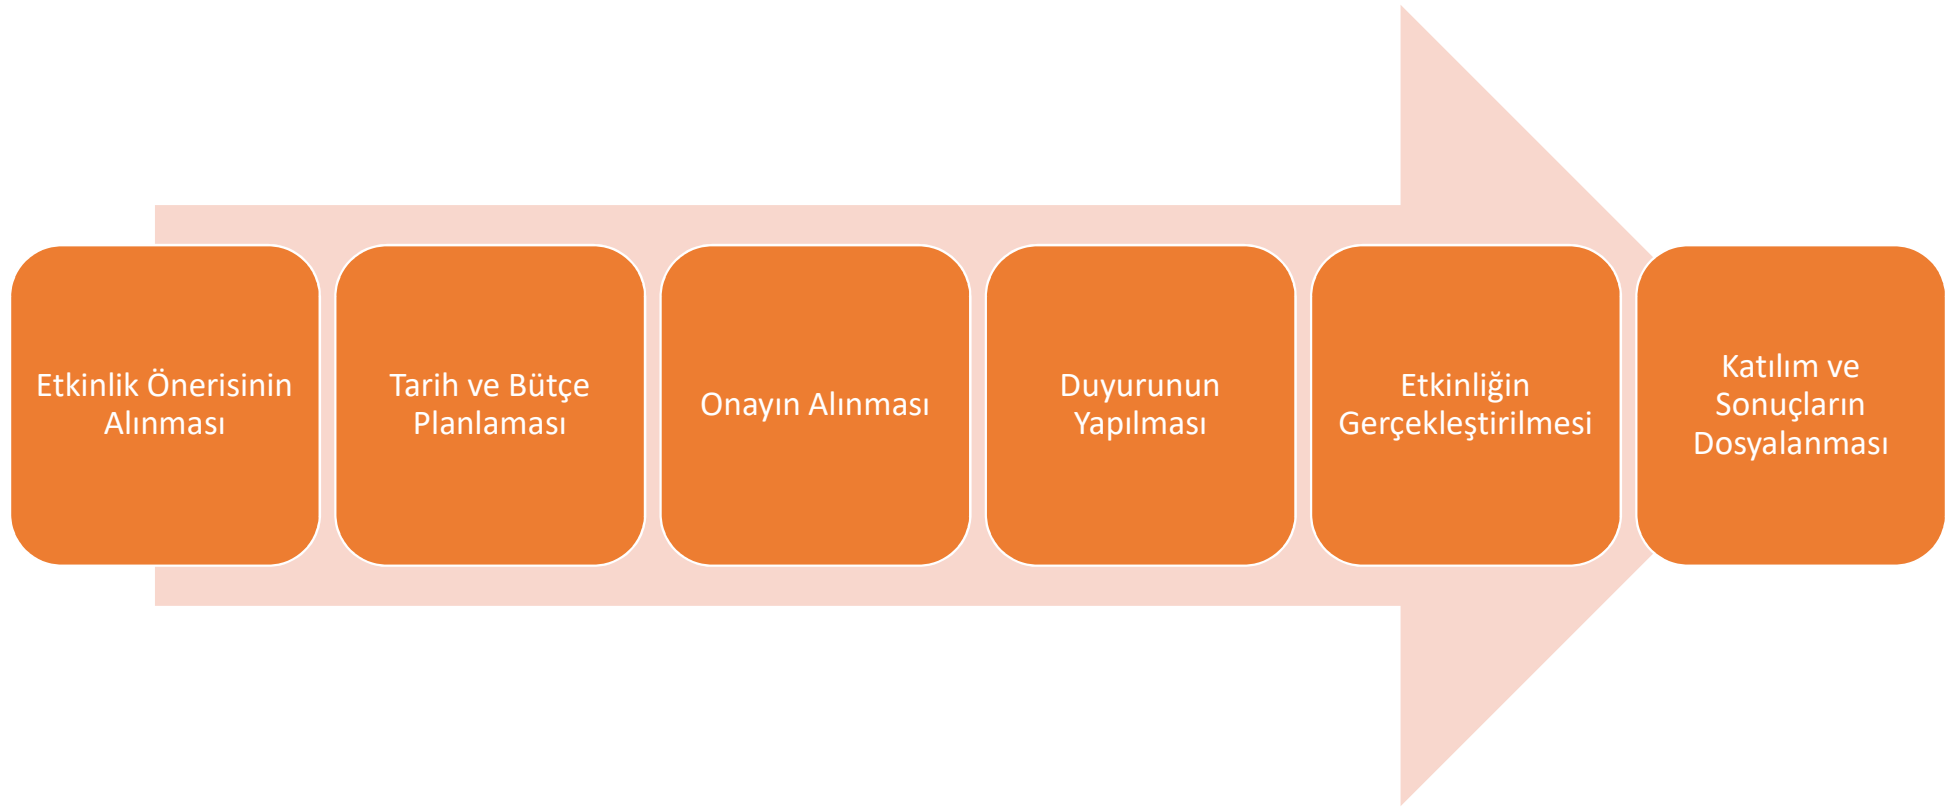 Etkinlik Önerisinin
Alınması
Tarih ve Bütçe
Planlaması
Onayın Alınması
Duyurunun
Yapılması
Etkinliğin
Gerçekleştirilmesi
Katılım ve
Sonuçların
Dosyalanması